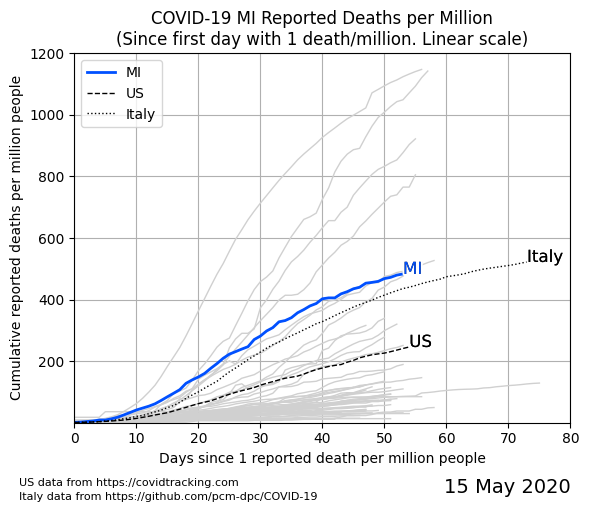 COVID-19 MI Reported Deaths per Million
(Since first day with 1 death/million. Linear scale)
Cumulative reported deaths per million people
1200
1000
800
600
400
200
MI
US
Italy
MI
Italy
US
0 10 20 30 40 50 60 70 80
Days since 1 reported death per million people
US data from https://covidtracking.com
Italy data from https://github.com/pcm-dpc/COVID-19
15 May 2020